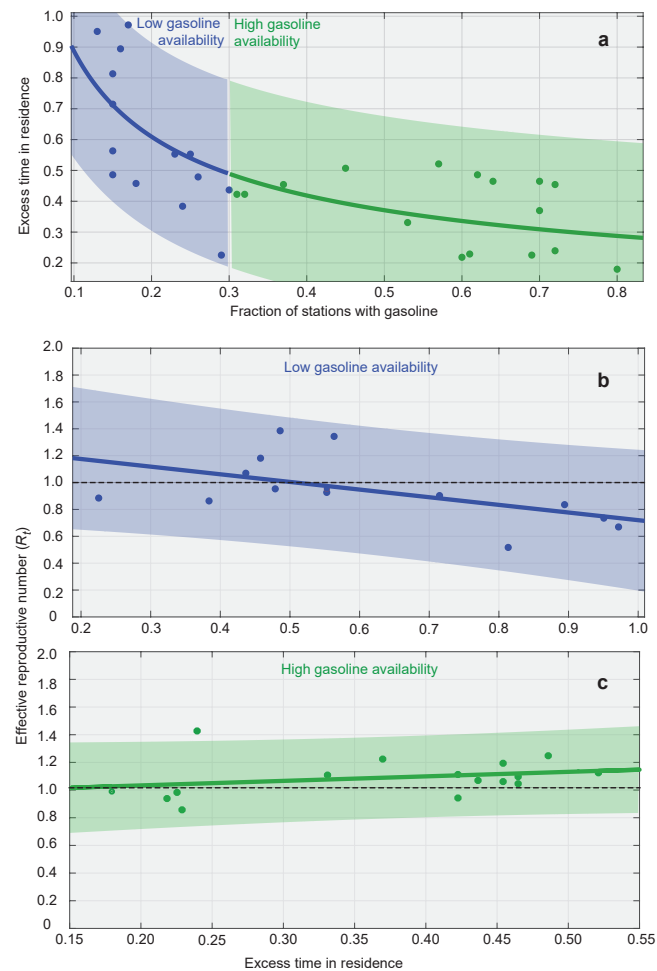 Low gasoline
availability
High gasoline
availability
a
Excess time in residence
1.0
0.9
0.8
0.7
0.6
0.5
0.4
0.3
0.2
0.1 0.2 0.3 0.4 0.5 0.6 0.7 0.8
Fraction of stations with gasoline
Effective reproductive number (Rt)
Low gasoline availability
b
2.0
1.8
1.6
1.4
1.2
1.0
0.8
0.6
0.4
0.2
0
0.2 0.3 0.4 0.5 0.6 0.7 0.8 0.9 1.0
High gasoline availability
c
2.0
1.8
1.6
1.4
1.2
1.0
0.8
0.6
0.4
0.2
0
0.15 0.20 0.25 0.30 0.35 0.40 0.45 0.50 0.55
Excess time in residence